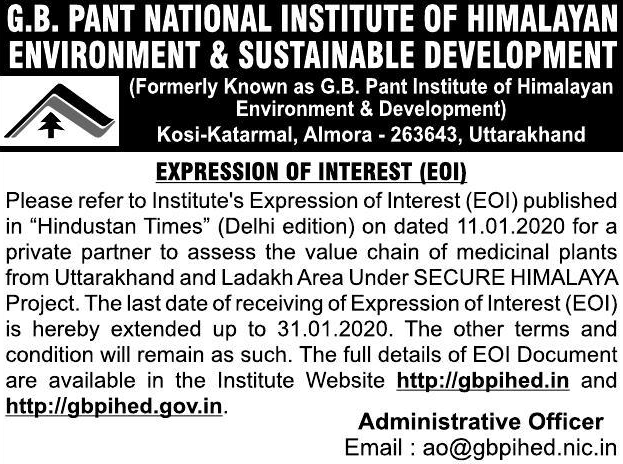 G.B. PANT NATIONAL INSTITUTE OF HIMALAYAN
ENVIRONMENT & SUSTAINABLE DEVELOPMENT
(Formerly Known as G.B. Pant Institute of Himalayan
Environment & Development)
Kosi-Katarmal, Almora - 263643, Uttarakhand
EXPRESSION OF INTEREST (EOI)
Please refer to Institute's Expression of Interest (EOI) published
in “Hindustan Times” (Delhi edition) on dated 11.01.2020 for a
private partner to assess the value chain of medicinal plants
from Uttarakhand and Ladakh Area Under SECURE HIMALAYA
Project. The last date of receiving of Expression of Interest (EOI)
is hereby extended up to 31.01.2020. The other terms and
condition will remain as such. The full details of EOI Document
are available in the Institute Website http://gbpihed.in and
http://gbpihed.gov.in.
Administrative Officer
Email : ao@gbpihed.nic.in